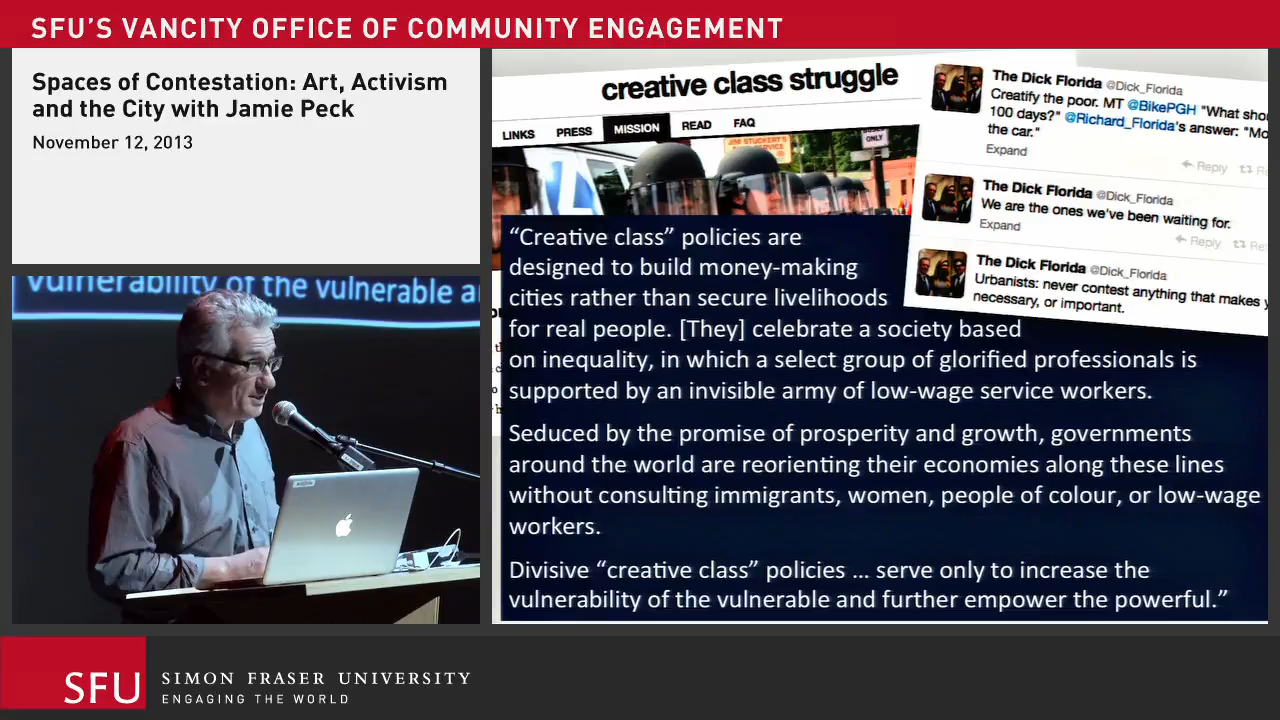 SFU'S VANCITY OFFICE OF COMMUNITY ENGAGEMENT
Spaces of Contestation: Art, Activism
and the City with Jamie Peck
November 12, 2013
vulnerability of the vulnerable
creative class struggle
LINKS PRESS MISSION READ FAQ
ONLY
The Dick Florida @Dick_Florida
Creatify the poor. MT @BikePGH "What
100 days?" @Richard_Florida's answer:
the car."
Expand
Reply
The Dick Florida @Dick_Florida
We are the ones we've been waiting for.
Expand
Reply
The Dick Florida @Dick_Florida
Urbanists: never contest anything that makes
necessary, or important.
“Creative class” policies are
designed to build money-making
cities rather than secure livelihoods
for real people. [They] celebrate a society based
on inequality, in which a select group of glorified professionals is
supported by an invisible army of low-wage service workers.
Seduced by the promise of prosperity and growth, governments
around the world are reorienting their economies along these lines
without consulting immigrants, women, people of colour, or low-wage
workers.
Divisive “creative class” policies … serve only to increase the
vulnerability of the vulnerable and further empower the powerful.”
SFU
SIMON FRASER UNIVERSITY
ENGAGING THE WORLD